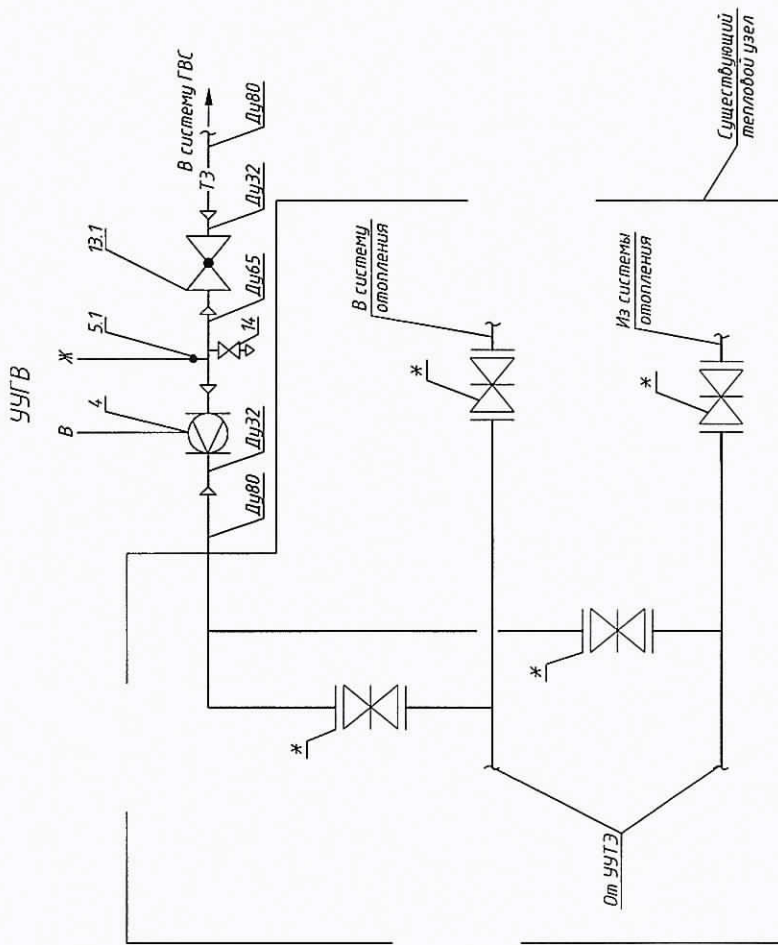 УУГВ
В
4
Ж
5.1
13.1
В систему ГВС
Т3
Ду80
Ду32
14
Ду65
Ду32
Ду80
*
В систему
отопления
*
Из системы
отопления
*
*
От УУТЭ
Существующий
тепловой узел